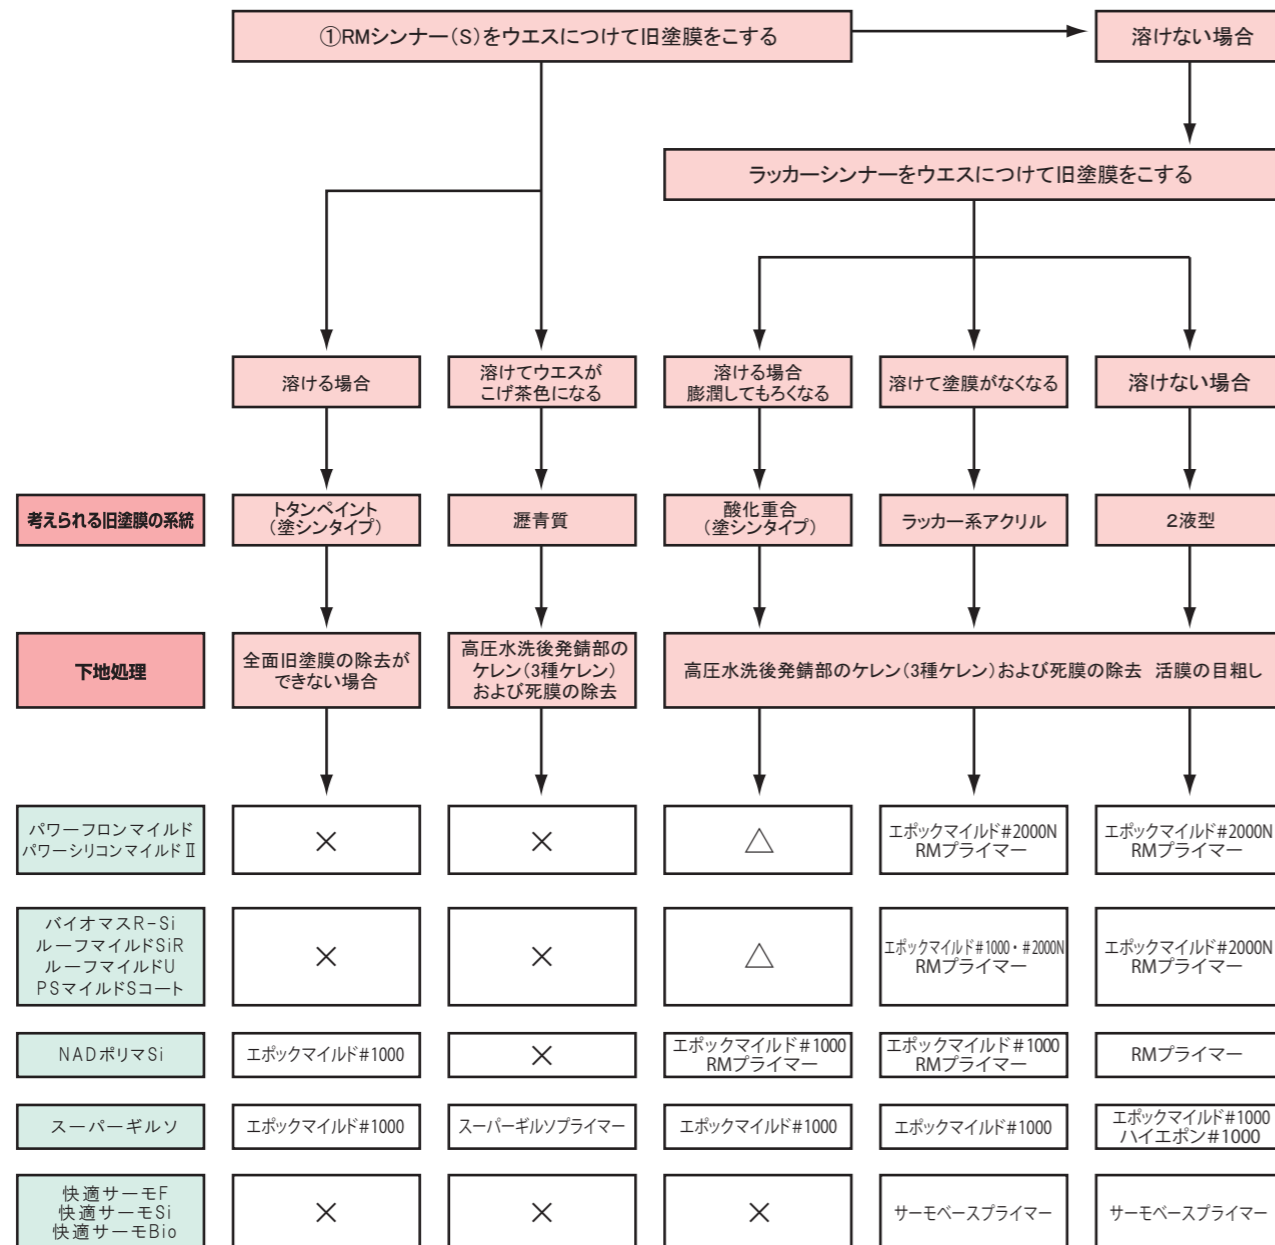 ①RMシンナー(S)をウエスにつけて旧塗膜をこする
溶けない場合
ラッカーシンナーをウエスにつけて旧塗膜をこする
溶ける場合
溶けてウエスが
こげ茶色になる
溶ける場合
膨潤してもろくなる
溶けて塗膜がなくなる
溶けない場合
考えられる旧塗膜の系統
トタンペイント
(塗シンタイプ)
瀝青質
酸化重合
(塗シンタイプ)
ラッカー系アクリル
2液型
下地処理
全面旧塗膜の除去が
できない場合
高圧水洗後発錆部の
ケレン(3種ケレン)
および死膜の除去
高圧水洗後発錆部のケレン(3種ケレン)および死膜の除去 活膜の目粗し
パワーフロンマイルド
パワーシリコンマイルドⅡ
×
×
△
エポックマイルド#2000N
RMプライマー
エポックマイルド#2000N
RMプライマー
バイオマスR-Si
ルーフマイルドSiR
ルーフマイルドU
PSマイルドSコート
×
×
△
エポックマイルド#1000・#2000N
RMプライマー
エポックマイルド#2000N
RMプライマー
NADポリマSi
エポックマイルド#1000
×
エポックマイルド#1000
RMプライマー
エポックマイルド#1000
RMプライマー
RMプライマー
スーパーギルソ
エポックマイルド#1000
スーパーギルソプライマー
エポックマイルド#1000
エポックマイルド#1000
エポックマイルド#1000
ハイエポン#1000
快適サーモF
快適サーモSi
快適サーモBio
×
×
×
サーモベースプライマー
サーモベースプライマー